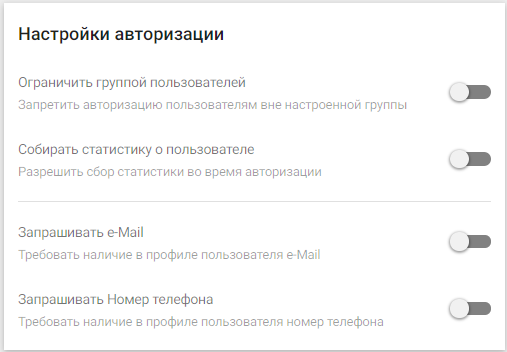 Настройки авторизации
Ограничить группой пользователей
Запретить авторизацию пользователям вне настроенной группы
Собирать статистику о пользователе
Разрешить сбор статистики во время авторизации
Запрашивать e-Mail
Требовать наличие в профиле пользователя e-Mail
Запрашивать Номер телефона
Требовать наличие в профиле пользователя номер телефона